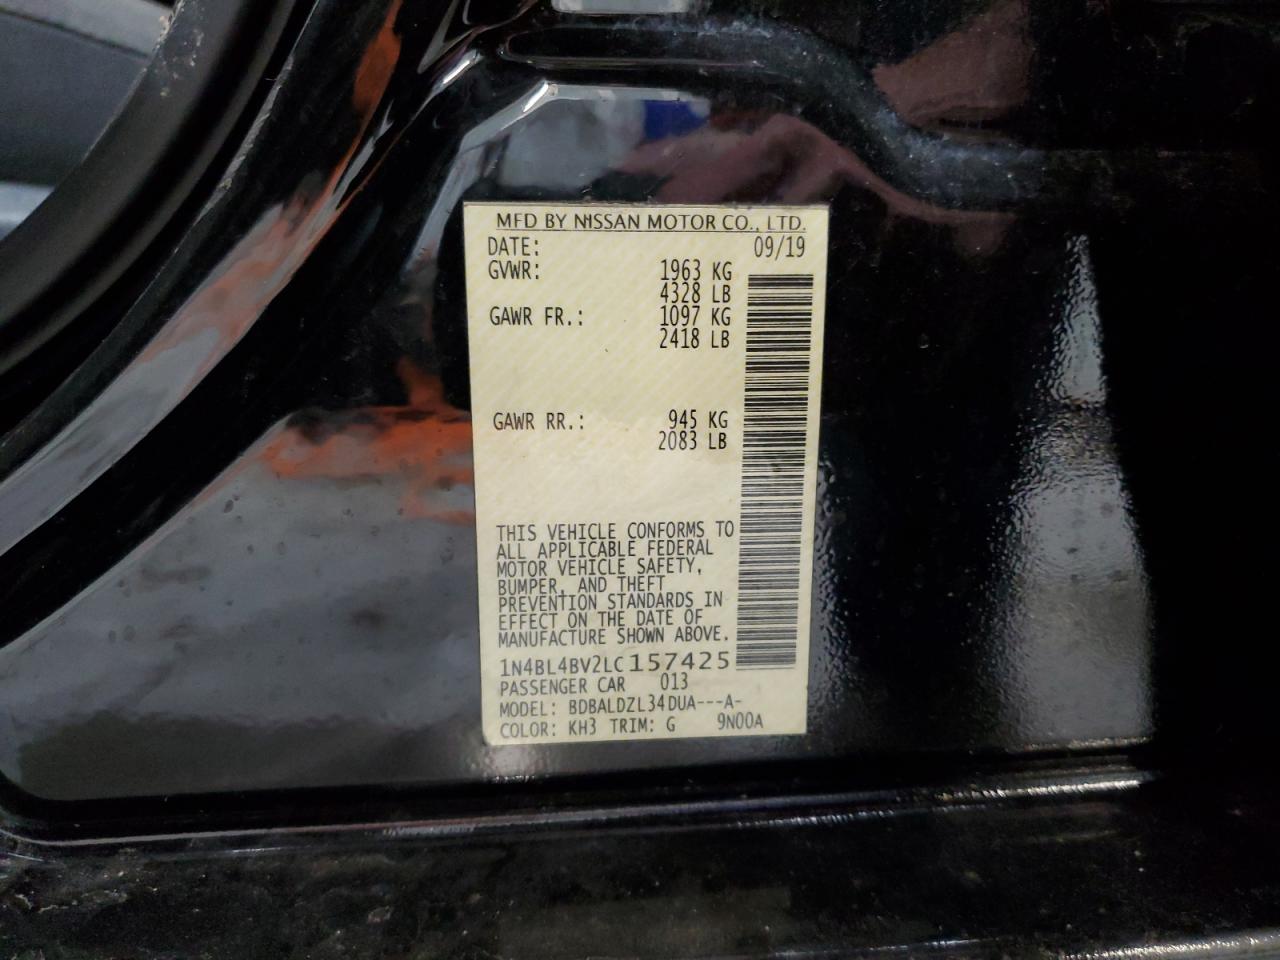 MFD BY NISSAN MOTOR CO., LTD.
DATE: 09/19
GVWR: 1963 KG
4328 LB
GAWR FR.: 1097 KG
2418 LB
GAWR RR.: 945 KG
2083 LB
THIS VEHICLE CONFORMS TO
ALL APPLICABLE FEDERAL
MOTOR VEHICLE SAFETY,
BUMPER, AND THEFT
PREVENTION STANDARDS IN
EFFECT ON THE DATE OF
MANUFACTURE SHOWN ABOVE.
1N4BL4BV2LC157425
PASSENGER CAR 013
MODEL: BDBALDZL34DUA---A-
COLOR: KH3 TRIM: G 9N00A